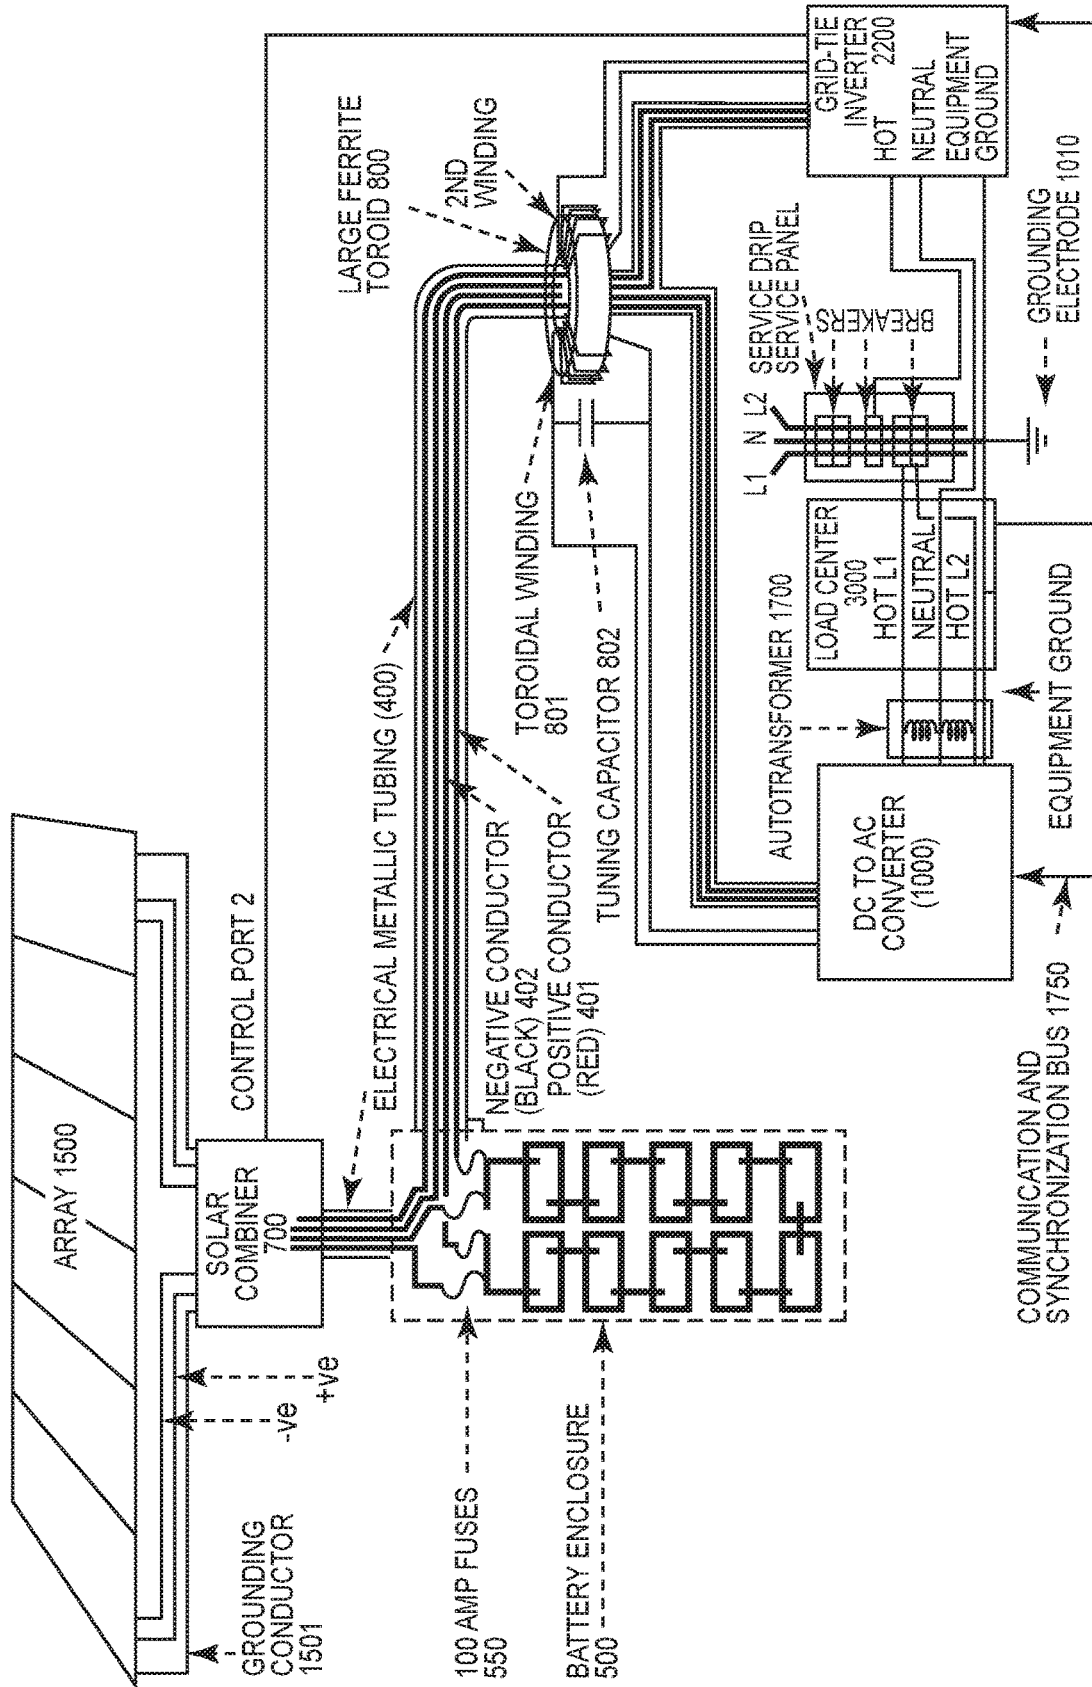 ARRAY 1500
-ve
+ve
GROUNDING
CONDUCTOR
1501
SOLAR
COMBINER
700
CONTROL PORT 2
100 AMP FUSES
550
BATTERY ENCLOSURE
500
ELECTRICAL METALLIC TUBING (400)
NEGATIVE CONDUCTOR
(BLACK) 402
POSITIVE CONDUCTOR
(RED) 401
LARGE FERRITE
TOROID 800
2ND
WINDING
TOROIDAL WINDING
801
TUNING CAPACITOR 802
GRID-TIE
INVERTER
2200
HOT
NEUTRAL
EQUIPMENT
GROUND
SERVICE DRIP
SERVICE PANEL
BREAKERS
L1 N L2
GROUNDING
ELECTRODE 1010
LOAD CENTER
3000
HOT L1
NEUTRAL
HOT L2
AUTOTRANSFORMER 1700
EQUIPMENT GROUND
DC TO AC
CONVERTER
(1000)
COMMUNICATION AND
SYNCHRONIZATION BUS 1750